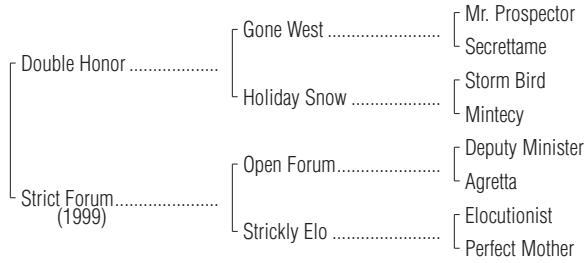 Mr. Prospector
Gone West ....................
Secrettame
Double Honor ................
Storm Bird
Holiday Snow ................
Mintecy
Deputy Minister
Open Forum..................
Agretta
Strict Forum..................
(1999)
Elocutionist
Strickly Elo ....................
Perfect Mother